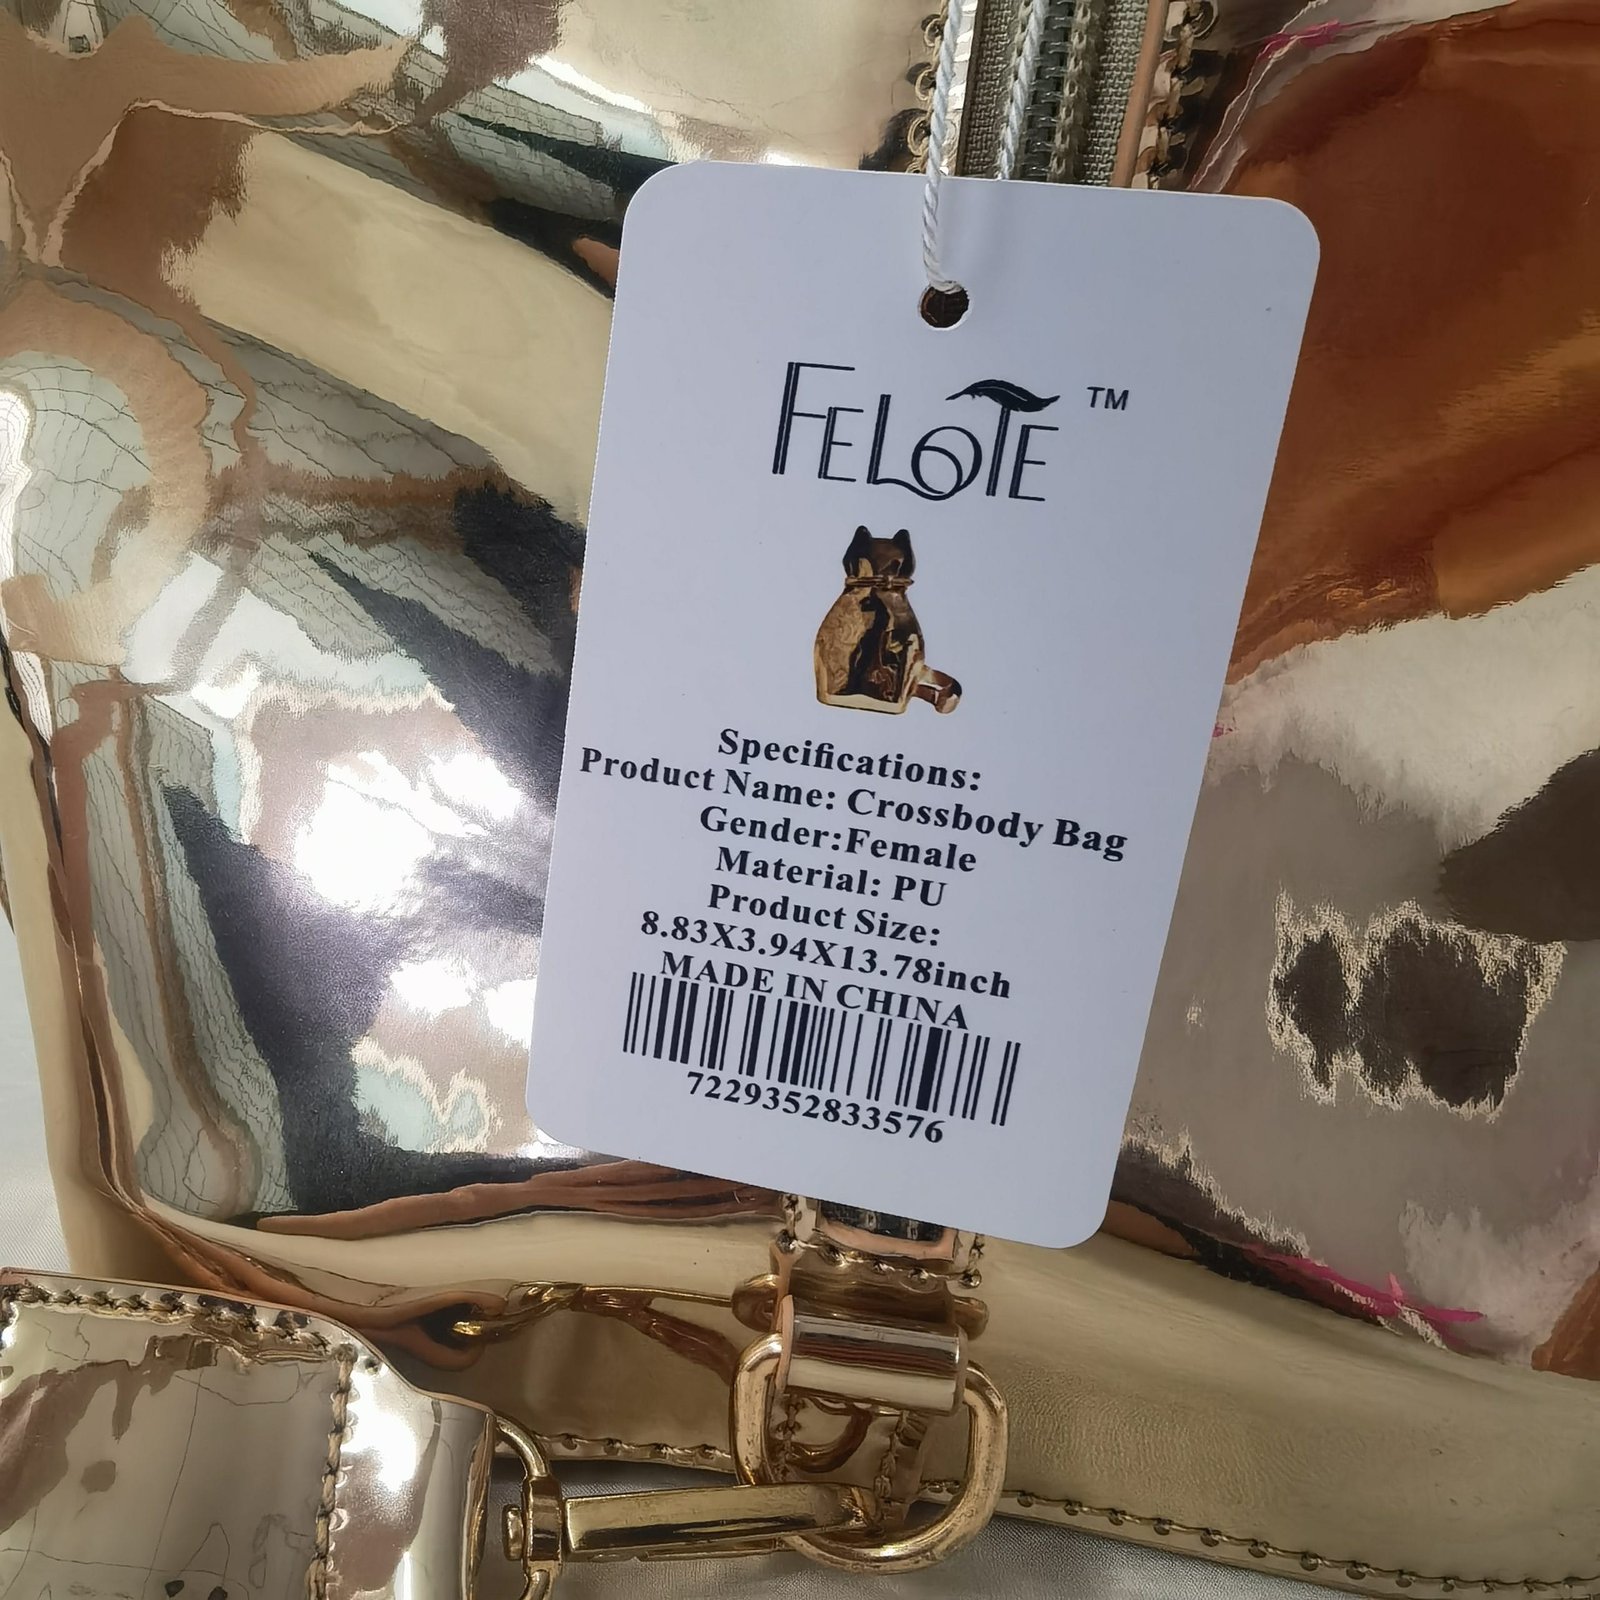 FELOTE ™
Specifications:
Product Name: Crossbody Bag
Gender:Female
Material: PU
Product Size:
8.83X3.94X13.78inch
MADE IN CHINA
7229352833576